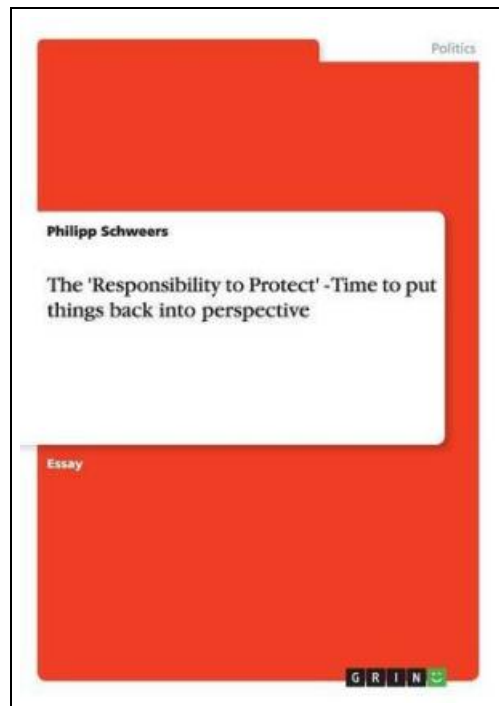 Politics
Philipp Schweers
The 'Responsibility to Protect' -Time to put
things back into perspective
Essay
GRIN